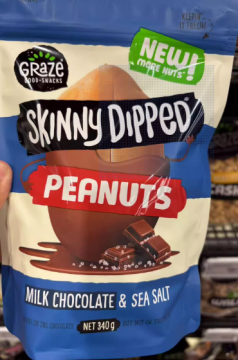 GRAZE
GOOD-SNACKS
NEW!
MORE NUTS*
SKINNY DIPPED
PEANUTS
MILK CHOCOLATE & SEA SALT
NET 340g